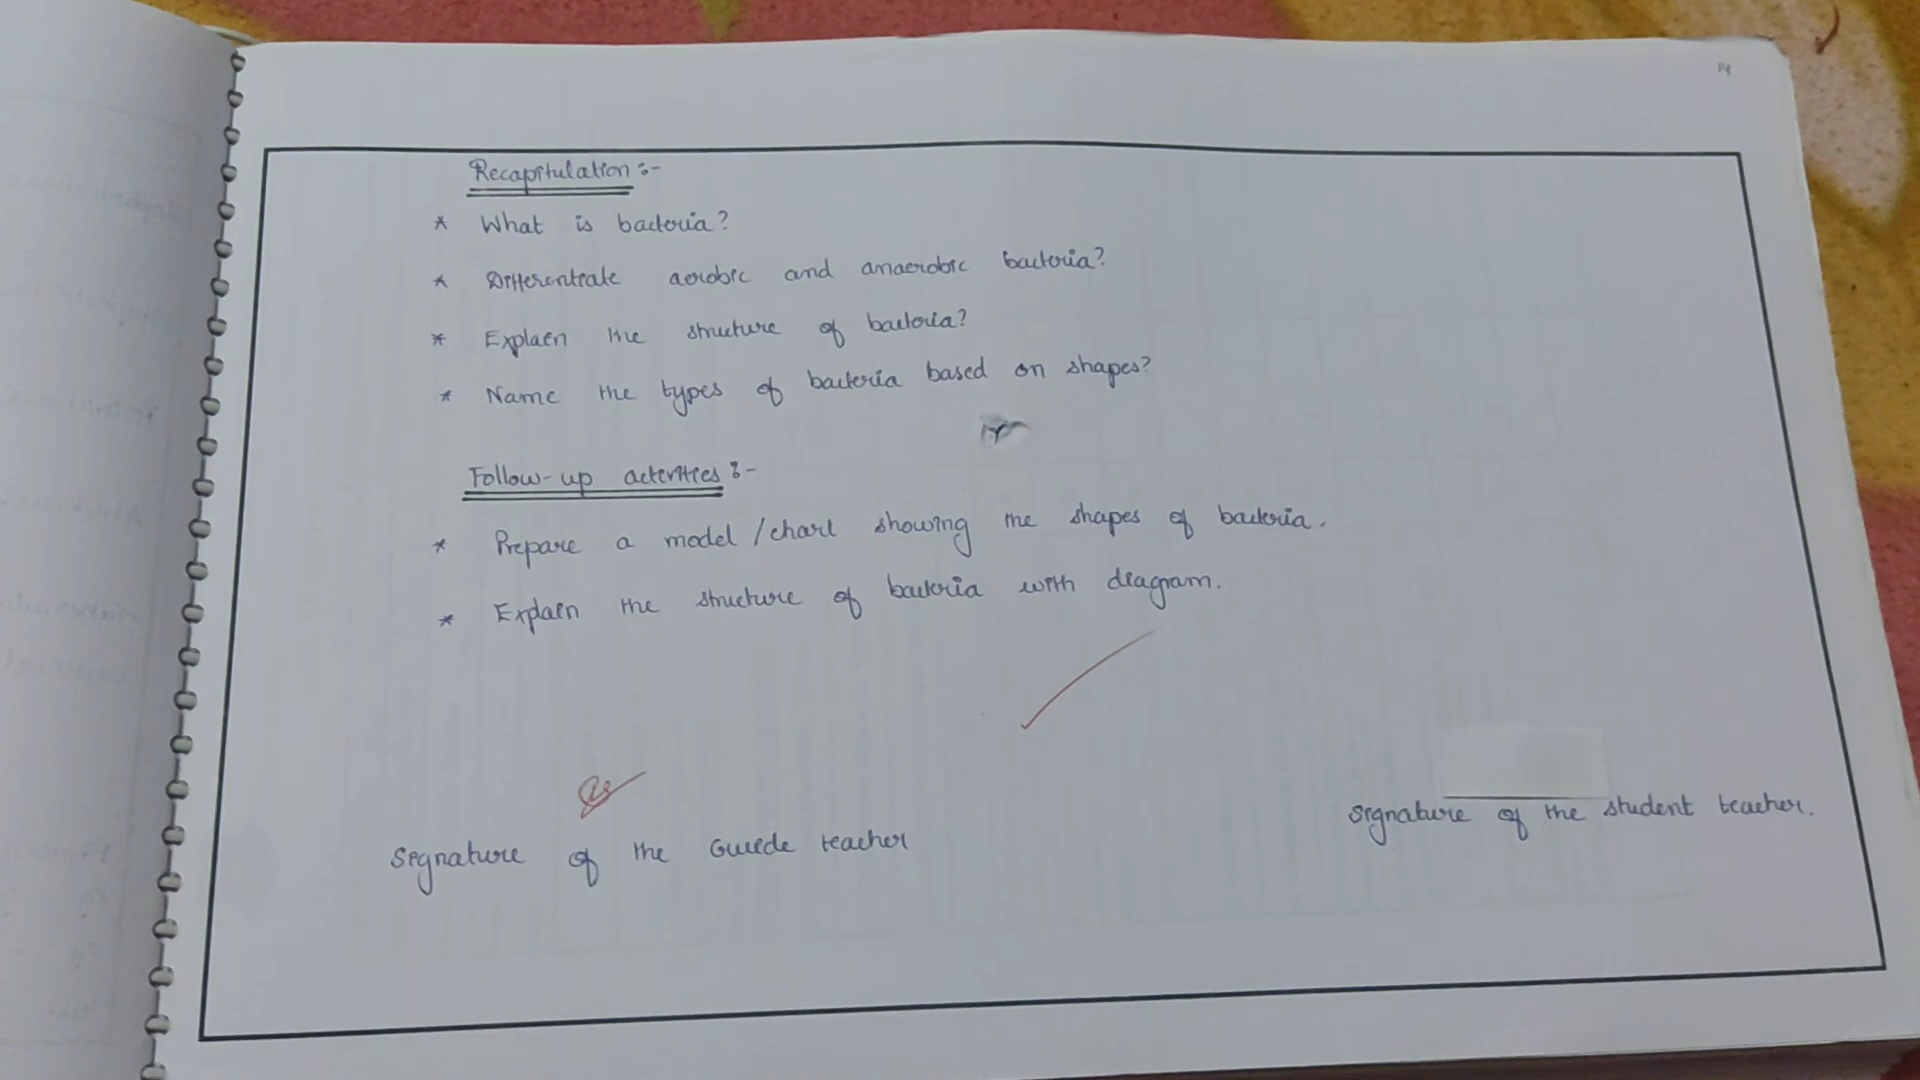 14
Recapitulation :-
* What is bacteria?
* Differentiate aerobic and anaerobic bacteria?
* Explain the structure of bacteria?
* Name the types of bacteria based on shapes?
Follow-up activities :-
* Prepare a model /chart showing the shapes of bacteria.
* Explain the structure of bacteria with diagram.
Signature of the Guide teacher
Signature of the student teacher.